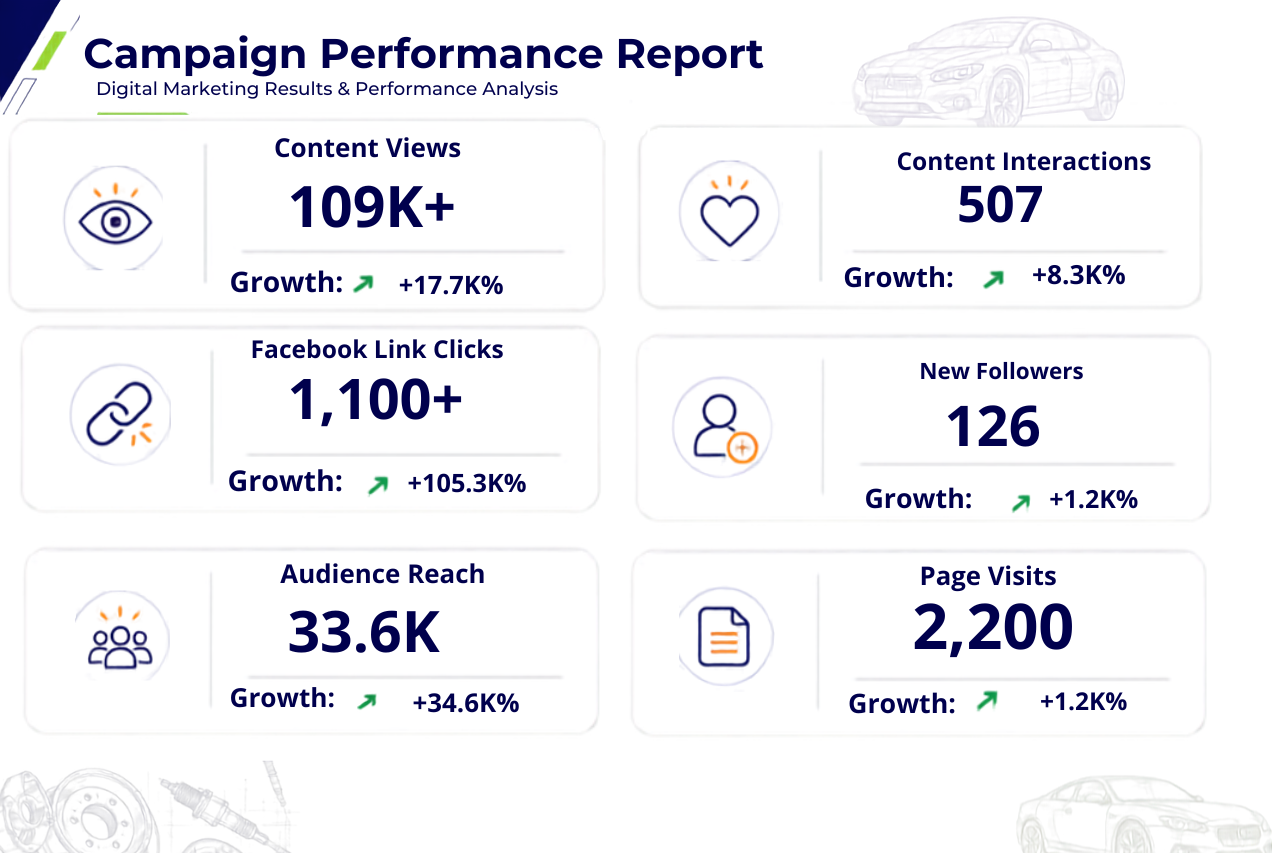 Campaign Performance Report
Digital Marketing Results & Performance Analysis
Content Views
109K+
Growth: +17.7K%
Content Interactions
507
Growth: +8.3K%
Facebook Link Clicks
1,100+
Growth: +105.3K%
New Followers
126
Growth: +1.2K%
Audience Reach
33.6K
Growth: +34.6K%
Page Visits
2,200
Growth: +1.2K%